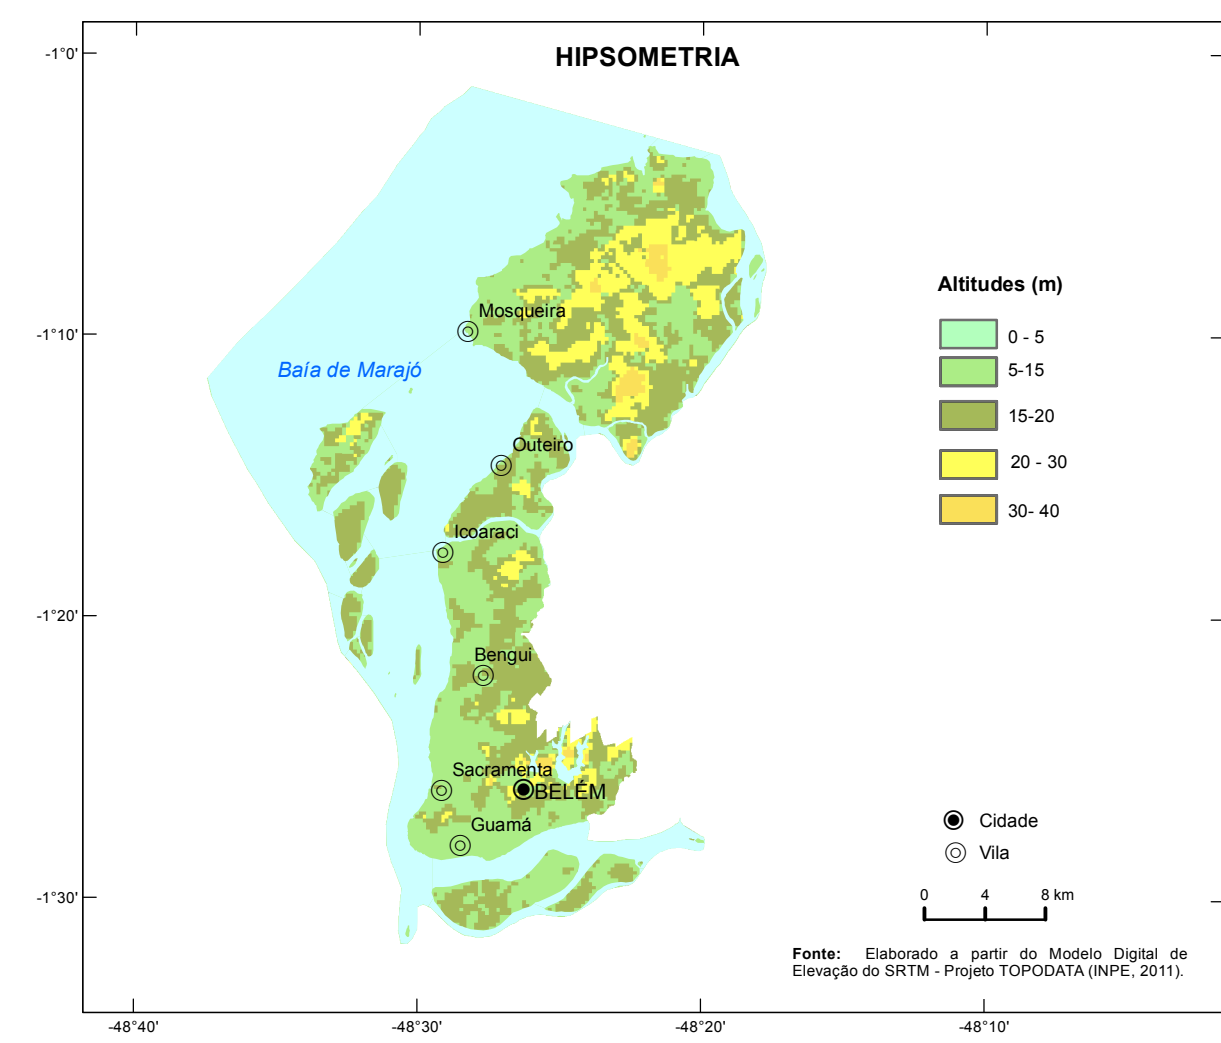 HIPSOMETRIA
-1°0'
Mosqueira
-1°10'
Baía de Marajó
Outeiro
Icoaraci
-1°20'
Bengui
Sacramenta
BELÉM
Guamá
-1°30'
Altitudes (m)
0 - 5
5-15
15-20
20 - 30
30- 40
Cidade
Vila
0 4 8 km
Fonte: Elaborado a partir do Modelo Digital de
Elevação do SRTM - Projeto TOPODATA (INPE, 2011).
-48°40' -48°30' -48°20' -48°10'